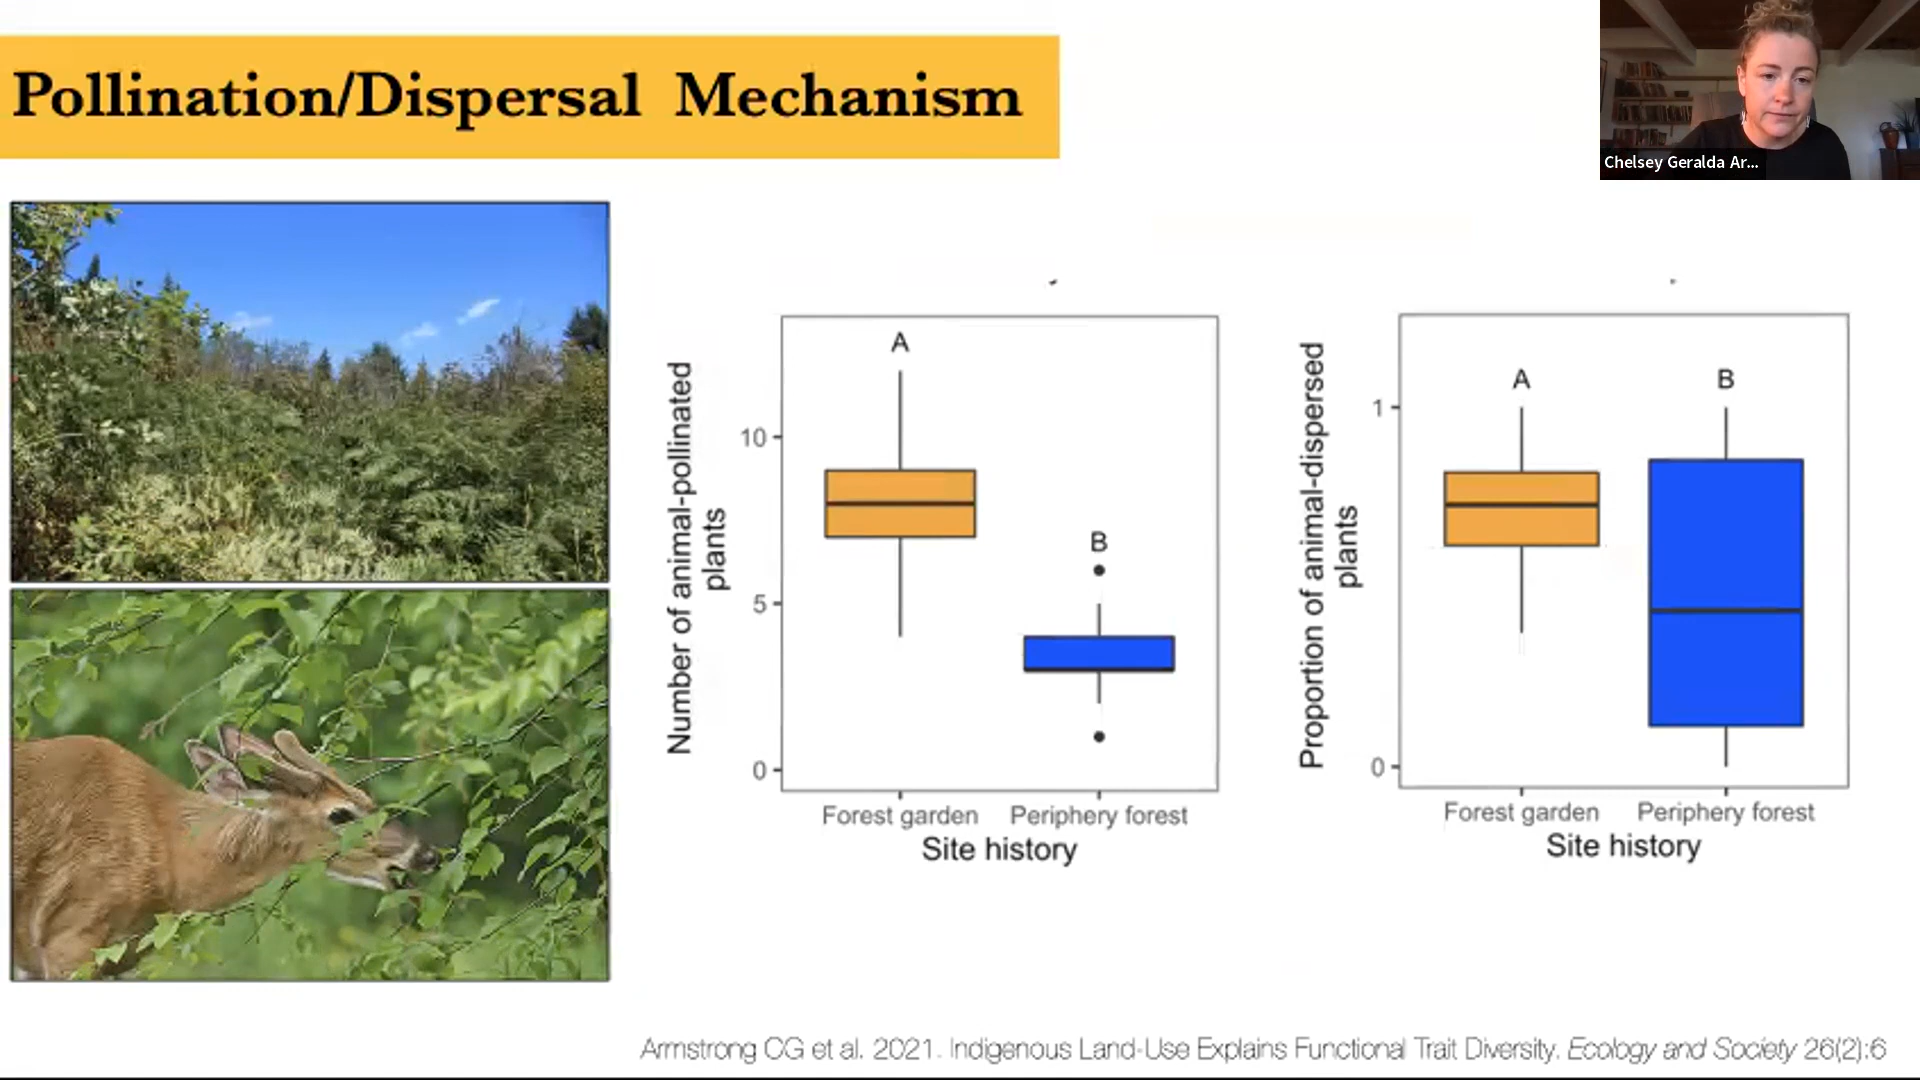 Pollination/Dispersal Mechanism
Chelsey Geralda Ar...
Number of animal-pollinated
plants
10
5
0
A
B
Forest garden Periphery forest
Site history
Proportion of animal-dispersed
plants
1
0
A
B
Forest garden Periphery forest
Site history
Armstrong CG et al. 2021. Indigenous Land-Use Explains Functional Trait Diversity. Ecology and Society 26(2):6